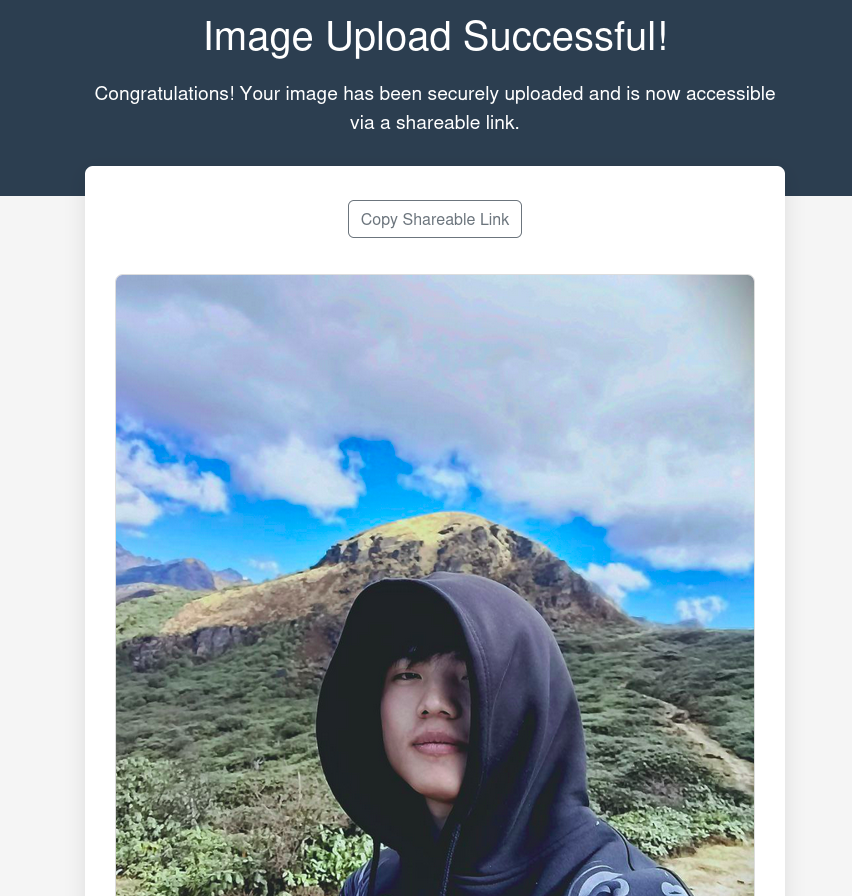 Image Upload Successful!
Congratulations! Your image has been securely uploaded and is now accessible
via a shareable link.
Copy Shareable Link